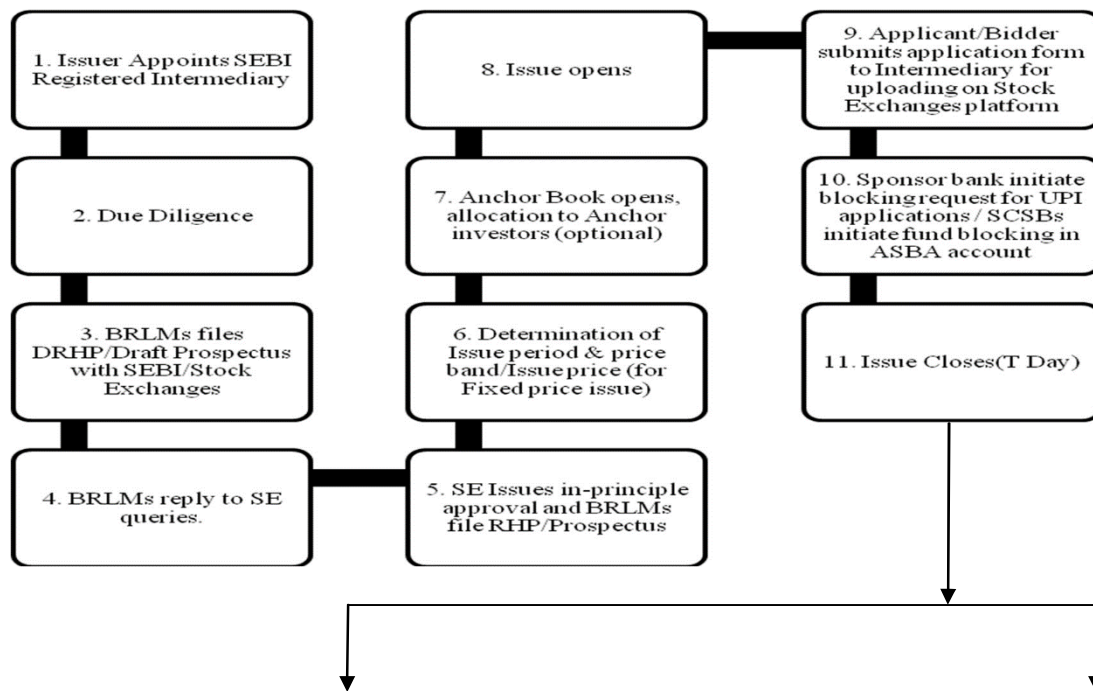 1. Issuer Appoints SEBI
Registered Intermediary
2. Due Diligence
3. BRLMs files
DRHP/Draft Prospectus
with SEBI/Stock
Exchanges
4. BRLMs reply to SE
queries.
5. SE Issues in-principle
approval and BRLMs
file RHP/Prospectus
6. Determination of
Issue period & price
band/Issue price (for
Fixed price issue)
7. Anchor Book opens,
allocation to Anchor
investors (optional)
8. Issue opens
9. Applicant/Bidder
submits application form
to Intermediary for
uploading on Stock
Exchanges platform
10. Sponsor bank initiate
blocking request for UPI
applications / SCSBs
initiate fund blocking in
ASBA account
11. Issue Closes(T Day)